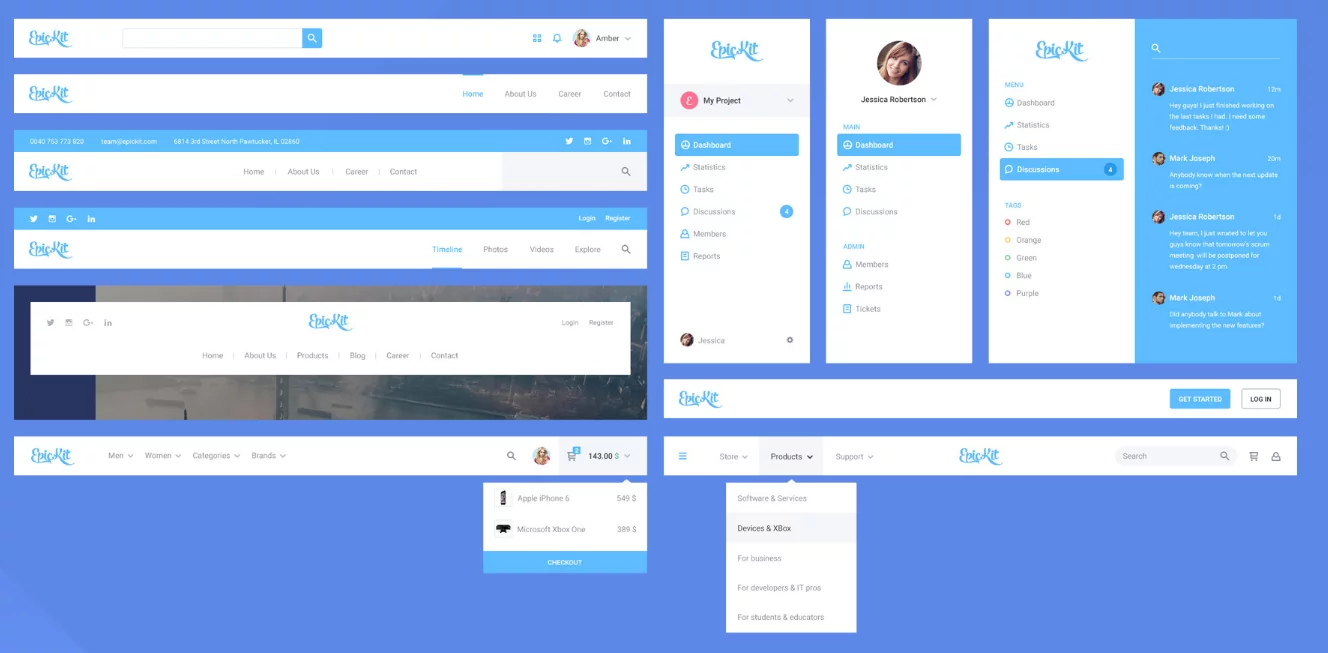 EpicKit
Amber
EpicKit
Home About Us Career Contact
0040 753 773 820 team@epickit.com 6814 3rd Street North Pawtucker, IL 02860
EpicKit
Home About Us Career Contact
Login Register
EpicKit
Timeline Photos Videos Explore
EpicKit
Login Register
Home About Us Products Blog Career Contact
EpicKit
Men Women Categories Brands
2
143.00 $
Apple iPhone 6 549 $
Microsoft Xbox One 389 $
CHECKOUT
EpicKit
E My Project
Dashboard
Statistics
Tasks
Discussions 4
Members
Reports
Jessica
Jessica Robertson
MAIN
Dashboard
Statistics
Tasks
Discussions
ADMIN
Members
Reports
Tickets
EpicKit
MENU
Dashboard
Statistics
Tasks
Discussions 4
TAGS
Red
Orange
Green
Blue
Purple
Jessica Robertson 12m
Hey guys! I just finished working on
the last tasks I had. I need some
feedback. Thanks! :)
Mark Joseph 20m
Anybody know when the next update
is coming?
Jessica Robertson 1d
Hey team, I just wnated to let you
guys know that tomorrow's scrum
meeting will be postponed for
wednesday at 2 pm.
Mark Joseph 1d
Did anybody talk to Mark about
implementing the new features?
EpicKit
GET STARTED LOG IN
Store Products Support
EpicKit
Search
Software & Services
Devices & XBox
For business
For developers & IT pros
For students & educators